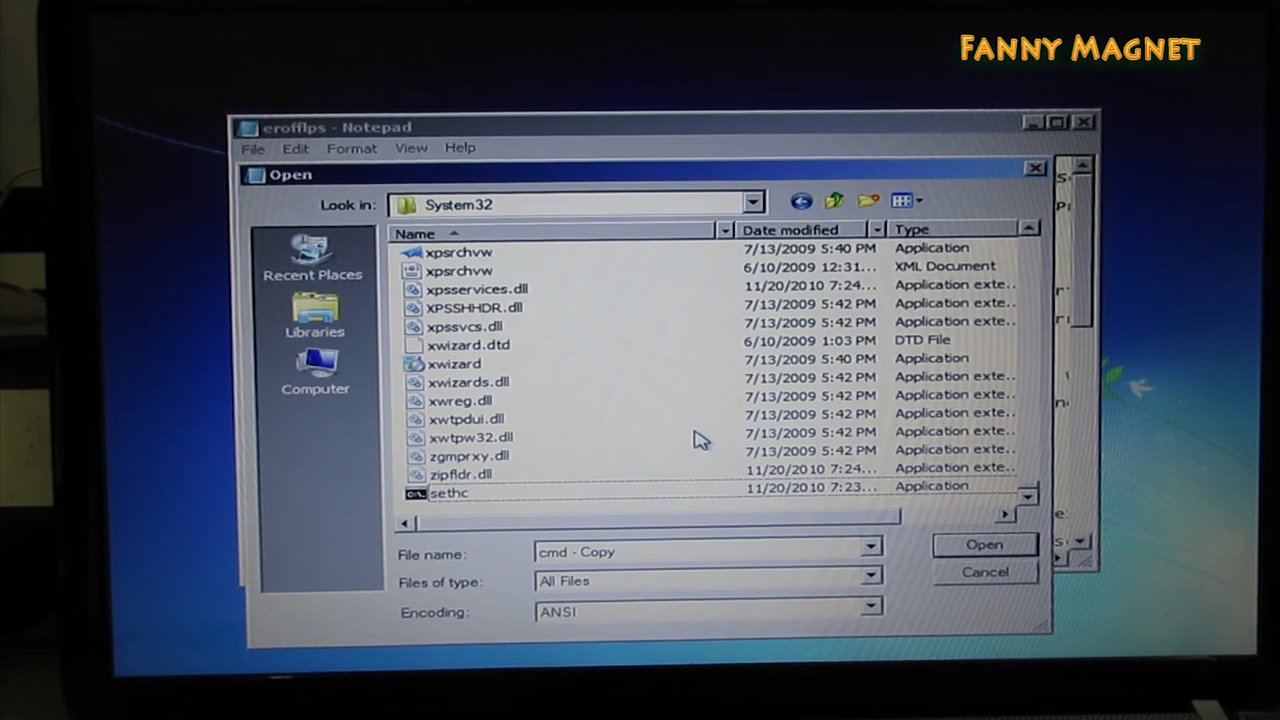 FANNY MAGNET
erofflps - Notepad
File Edit Format View Help
Open
Look in: System32
Name Date modified Type
xpsrchvw 7/13/2009 5:40 PM Application
xpsrchvw 6/10/2009 12:31... XML Document
xpsservices.dll 11/20/2010 7:24... Application exte..
XPSSHHDR.dll 7/13/2009 5:42 PM Application exte..
xpssvcs.dll 7/13/2009 5:42 PM Application exte..
xwizard.dtd 6/10/2009 1:03 PM DTD File
xwizard 7/13/2009 5:40 PM Application
xwizards.dll 7/13/2009 5:42 PM Application exte..
xwreg.dll 7/13/2009 5:42 PM Application exte..
xwtpdui.dll 7/13/2009 5:42 PM Application exte..
xwtpw32.dll 7/13/2009 5:42 PM Application exte..
zgmprxy.dll 7/13/2009 5:42 PM Application exte..
zipfldr.dll 11/20/2010 7:24... Application exte..
sethc 11/20/2010 7:23... Application
Recent Places
Libraries
Computer
File name: cmd - Copy
Open
Files of type: All Files
Cancel
Encoding: ANSI